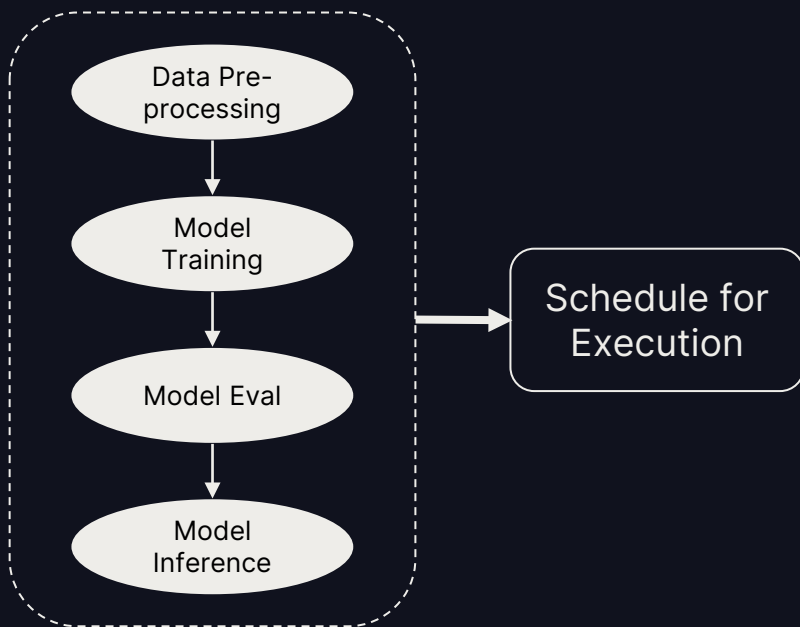 Data Pre-
processing
Model
Training
Model Eval
Model
Inference
Schedule for
Execution